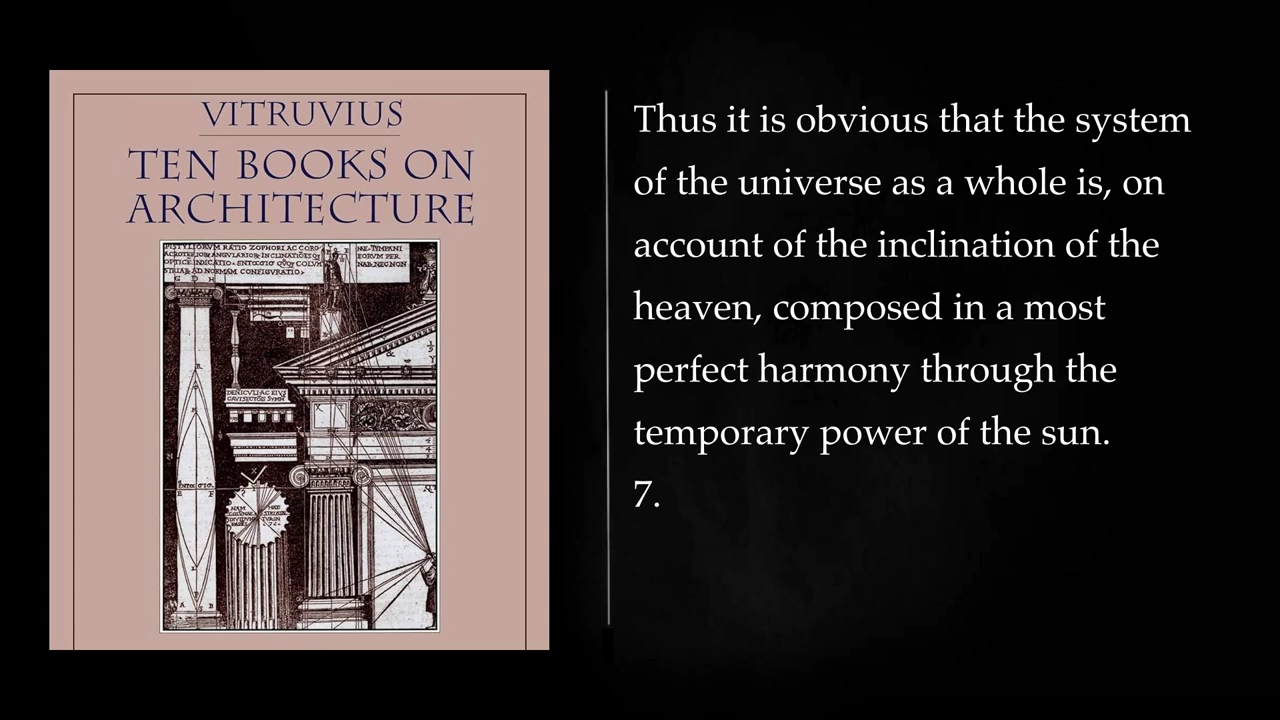 VITRUVIUS
TEN BOOKS ON
ARCHITECTURE
Thus it is obvious that the system
of the universe as a whole is, on
account of the inclination of the
heaven, composed in a most
perfect harmony through the
temporary power of the sun.
7.